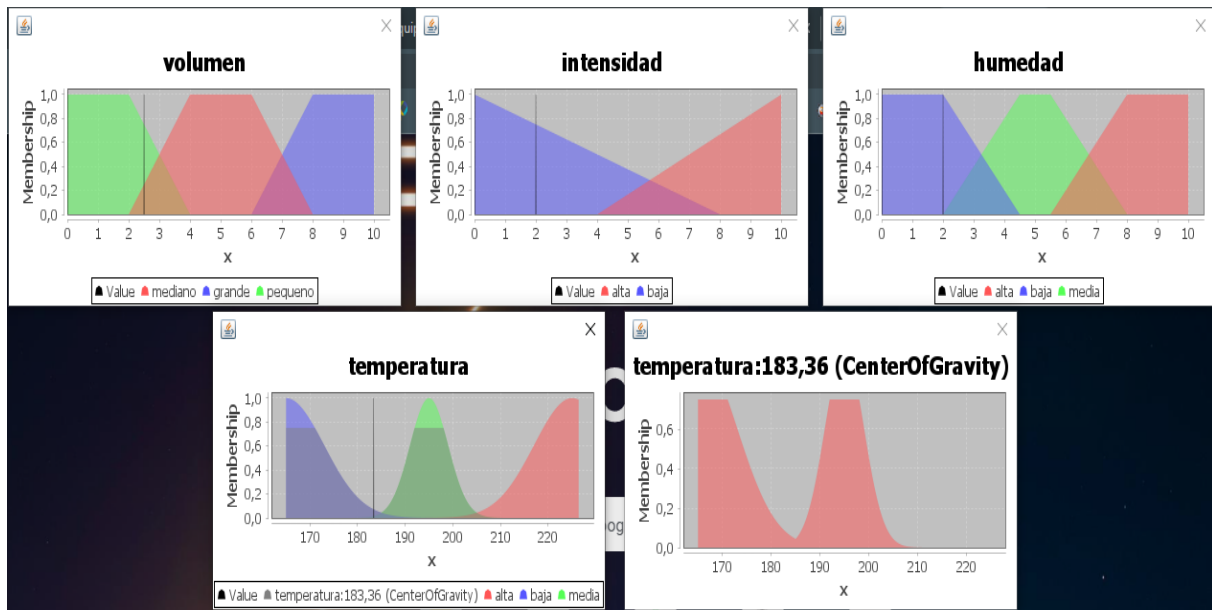 volumen
Membership
1,0
0,8
0,6
0,4
0,2
0,0
0 1 2 3 4 5 6 7 8 9 10
x
Value mediano grande pequeno
intensidad
Membership
1,0
0,8
0,6
0,4
0,2
0,0
0 1 2 3 4 5 6 7 8 9 10
x
Value alta baja
humedad
Membership
1,0
0,8
0,6
0,4
0,2
0,0
0 1 2 3 4 5 6 7 8 9 10
x
Value alta baja media
temperatura
Membership
1,0
0,8
0,6
0,4
0,2
0,0
170 180 190 200 210 220
x
Value temperatura:183,36 (CenterOfGravity) alta baja media
temperatura:183,36 (CenterOfGravity)
Membership
0,6
0,4
0,2
0,0
170 180 190 200 210 220
x